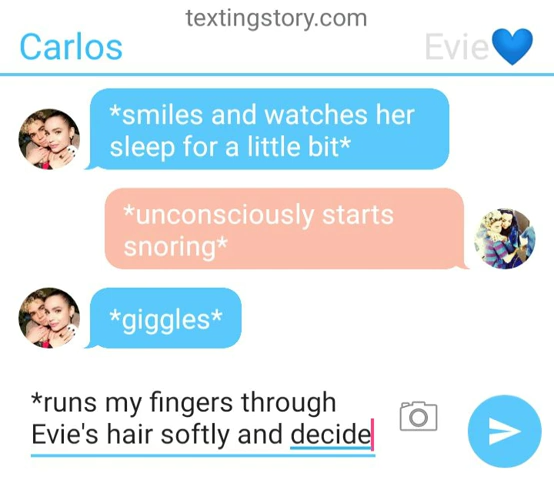 textingstory.com
Carlos
Evie💙
*smiles and watches her
sleep for a little bit*
*unconsciously starts
snoring*
*giggles*
*runs my fingers through
Evie's hair softly and decide